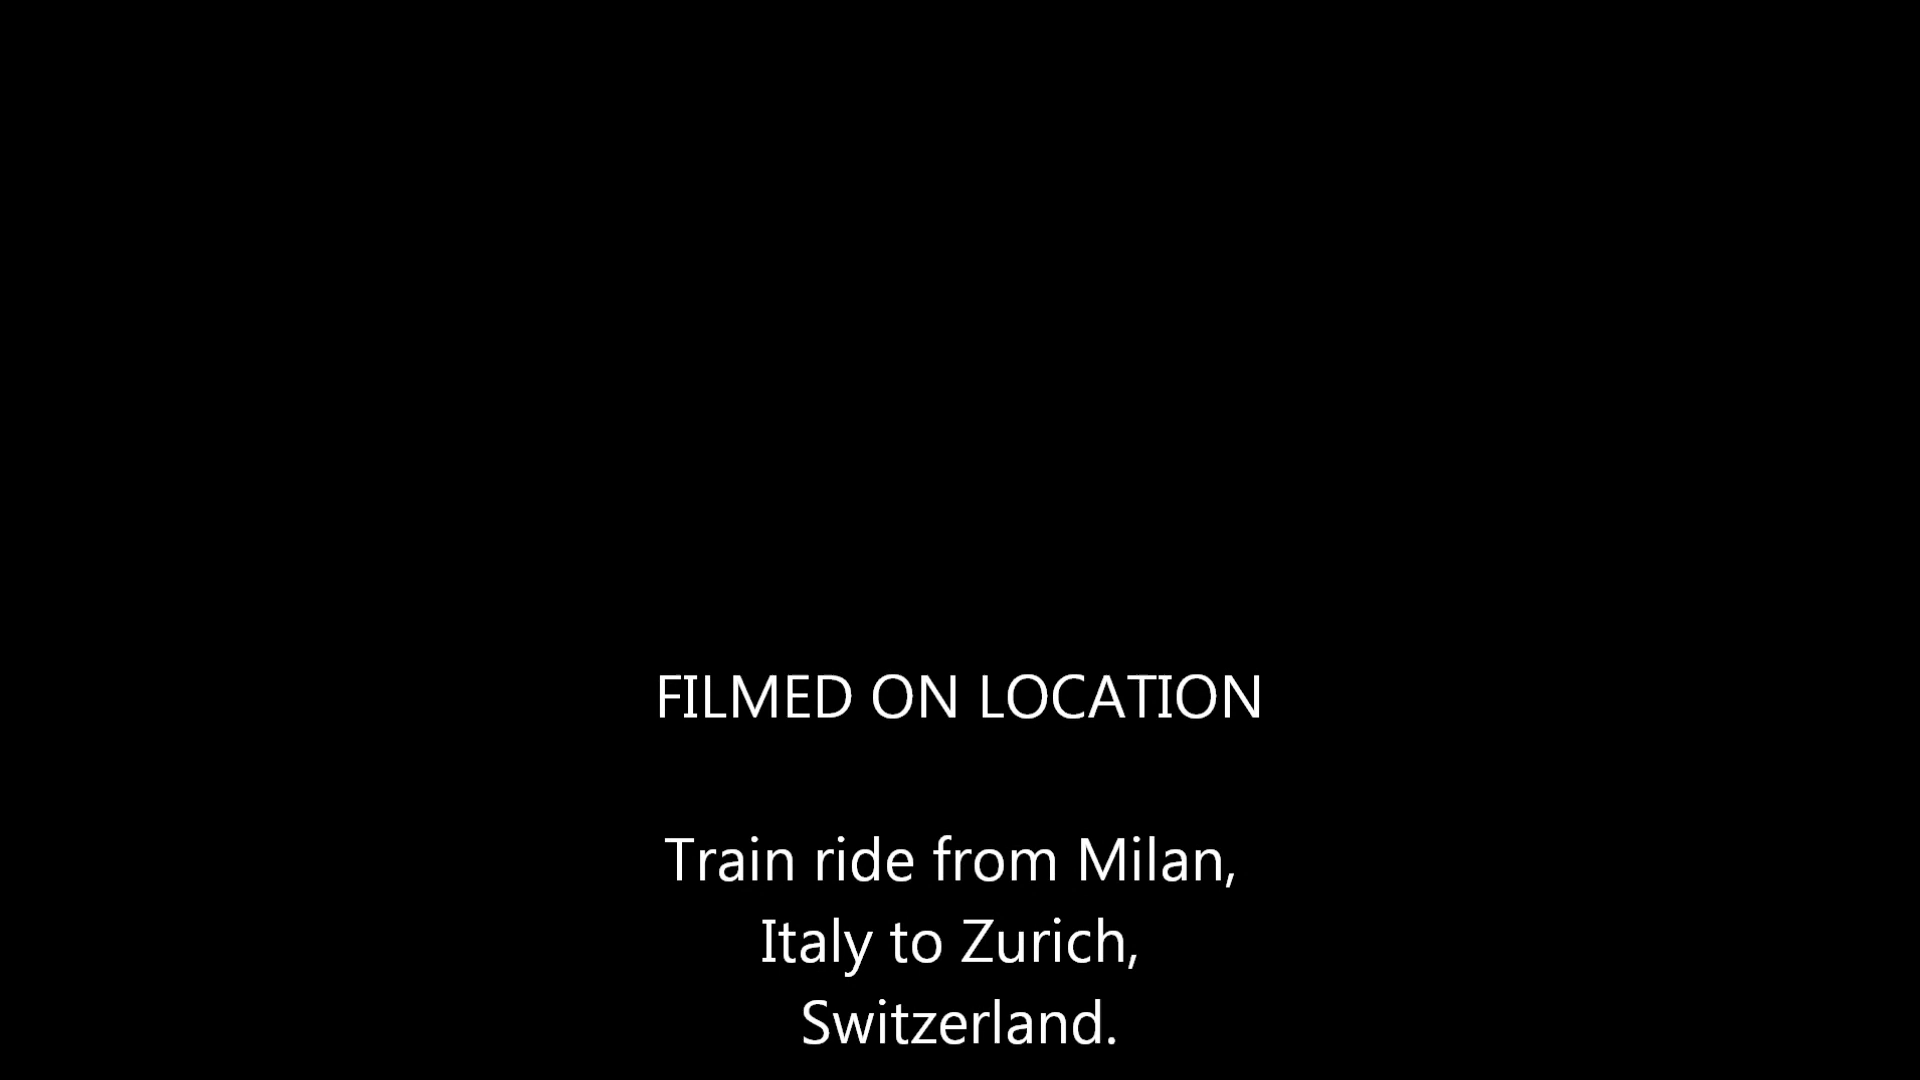 FILMED ON LOCATION
Train ride from Milan,
Italy to Zurich,
Switzerland.